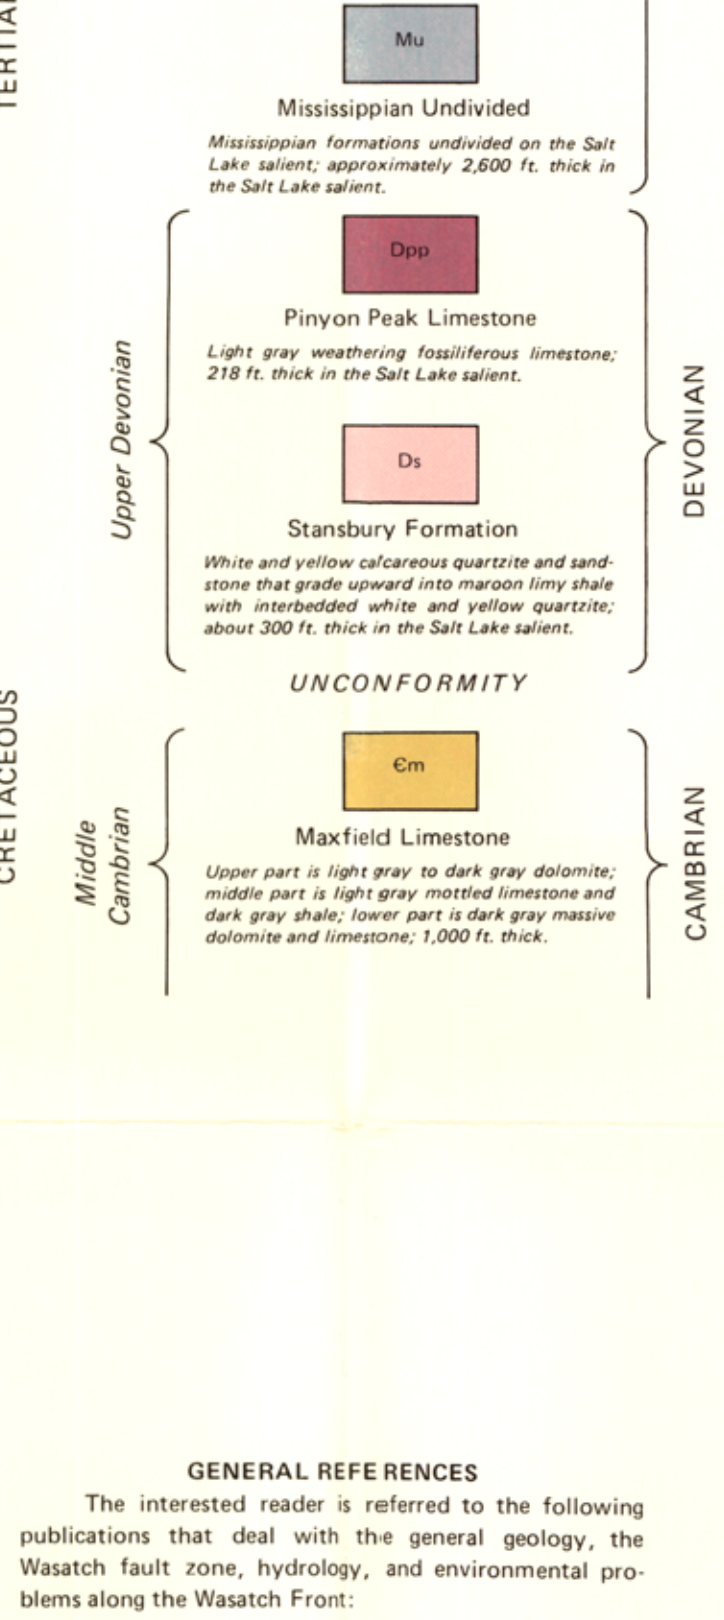 TERTIAR
Mu
Mississippian Undivided
Mississippian formations undivided on the Salt
Lake salient; approximately 2,600 ft. thick in
the Salt Lake salient.
Dpp
Pinyon Peak Limestone
Light gray weathering fossiliferous limestone;
218 ft. thick in the Salt Lake salient.
Upper Devonian
DEVONIAN
Ds
Stansbury Formation
White and yellow calcareous quartzite and sand-
stone that grade upward into maroon limy shale
with interbedded white and yellow quartzite;
about 300 ft. thick in the Salt Lake salient.
UNCONFORMITY
CRETACEOUS
Ꞓm
Maxfield Limestone
Middle
Cambrian
CAMBRIAN
Upper part is light gray to dark gray dolomite;
middle part is light gray mottled limestone and
dark gray shale; lower part is dark gray massive
dolomite and limestone; 1,000 ft. thick.
GENERAL REFERENCES
The interested reader is referred to the following
publications that deal with the general geology, the
Wasatch fault zone, hydrology, and environmental pro-
blems along the Wasatch Front: